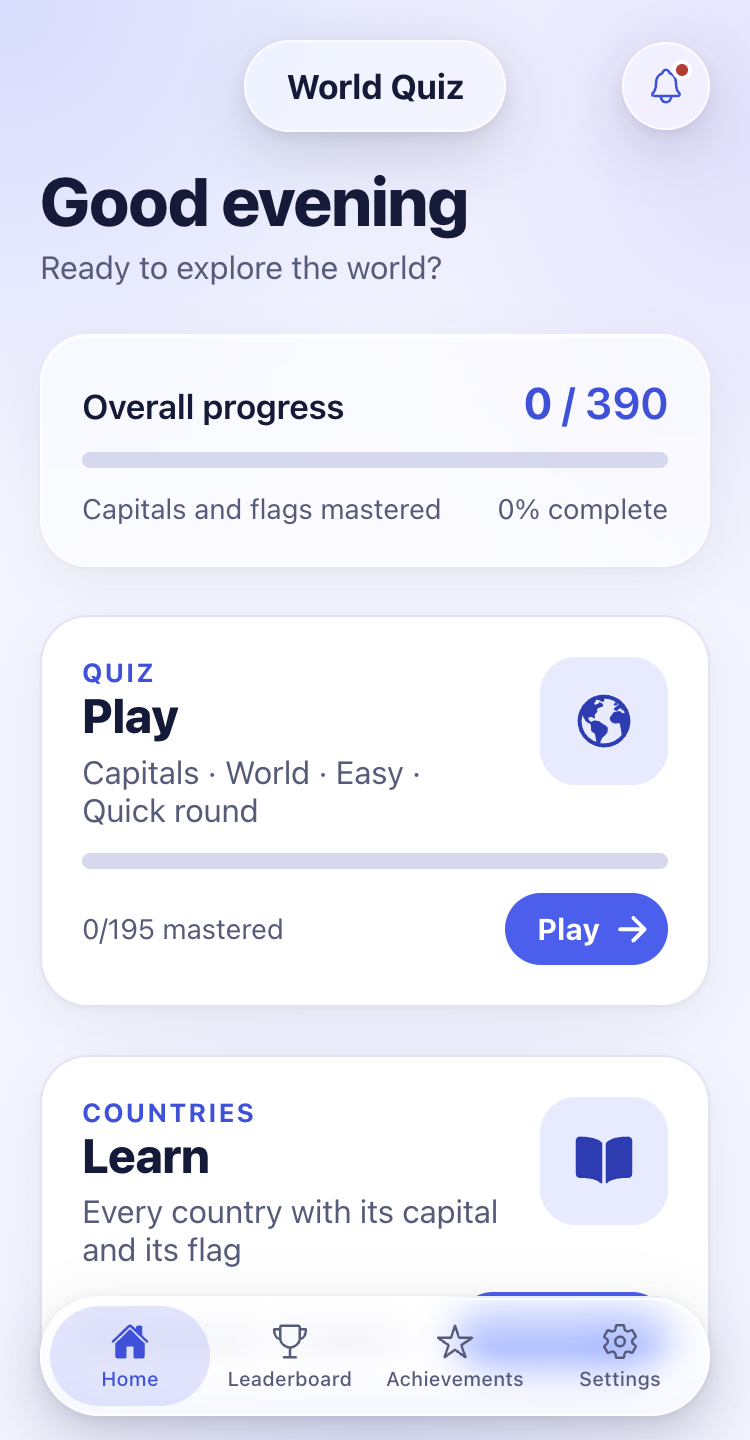 World Quiz
Good evening
Ready to explore the world?
Overall progress
0 / 390
Capitals and flags mastered
0% complete
QUIZ
Play
Capitals · World · Easy ·
Quick round
0/195 mastered
Play
COUNTRIES
Learn
Every country with its capital
and its flag
Home
Leaderboard
Achievements
Settings